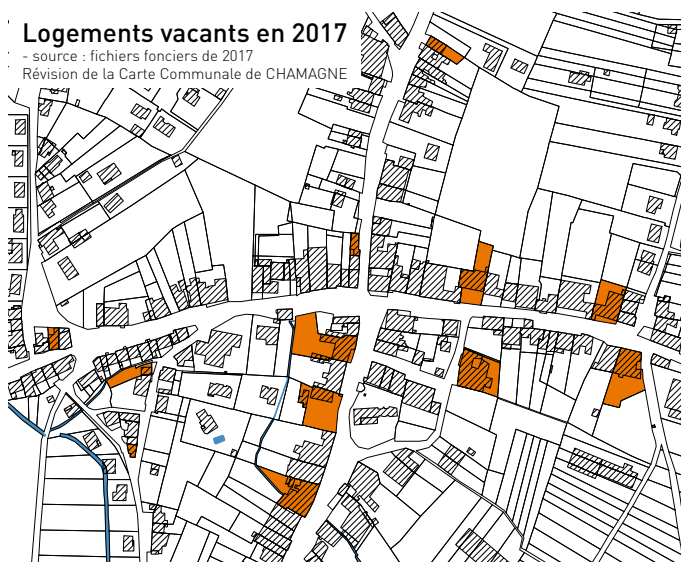 Logements vacants en 2017
- source : fichiers fonciers de 2017
Révision de la Carte Communale de CHAMAGNE